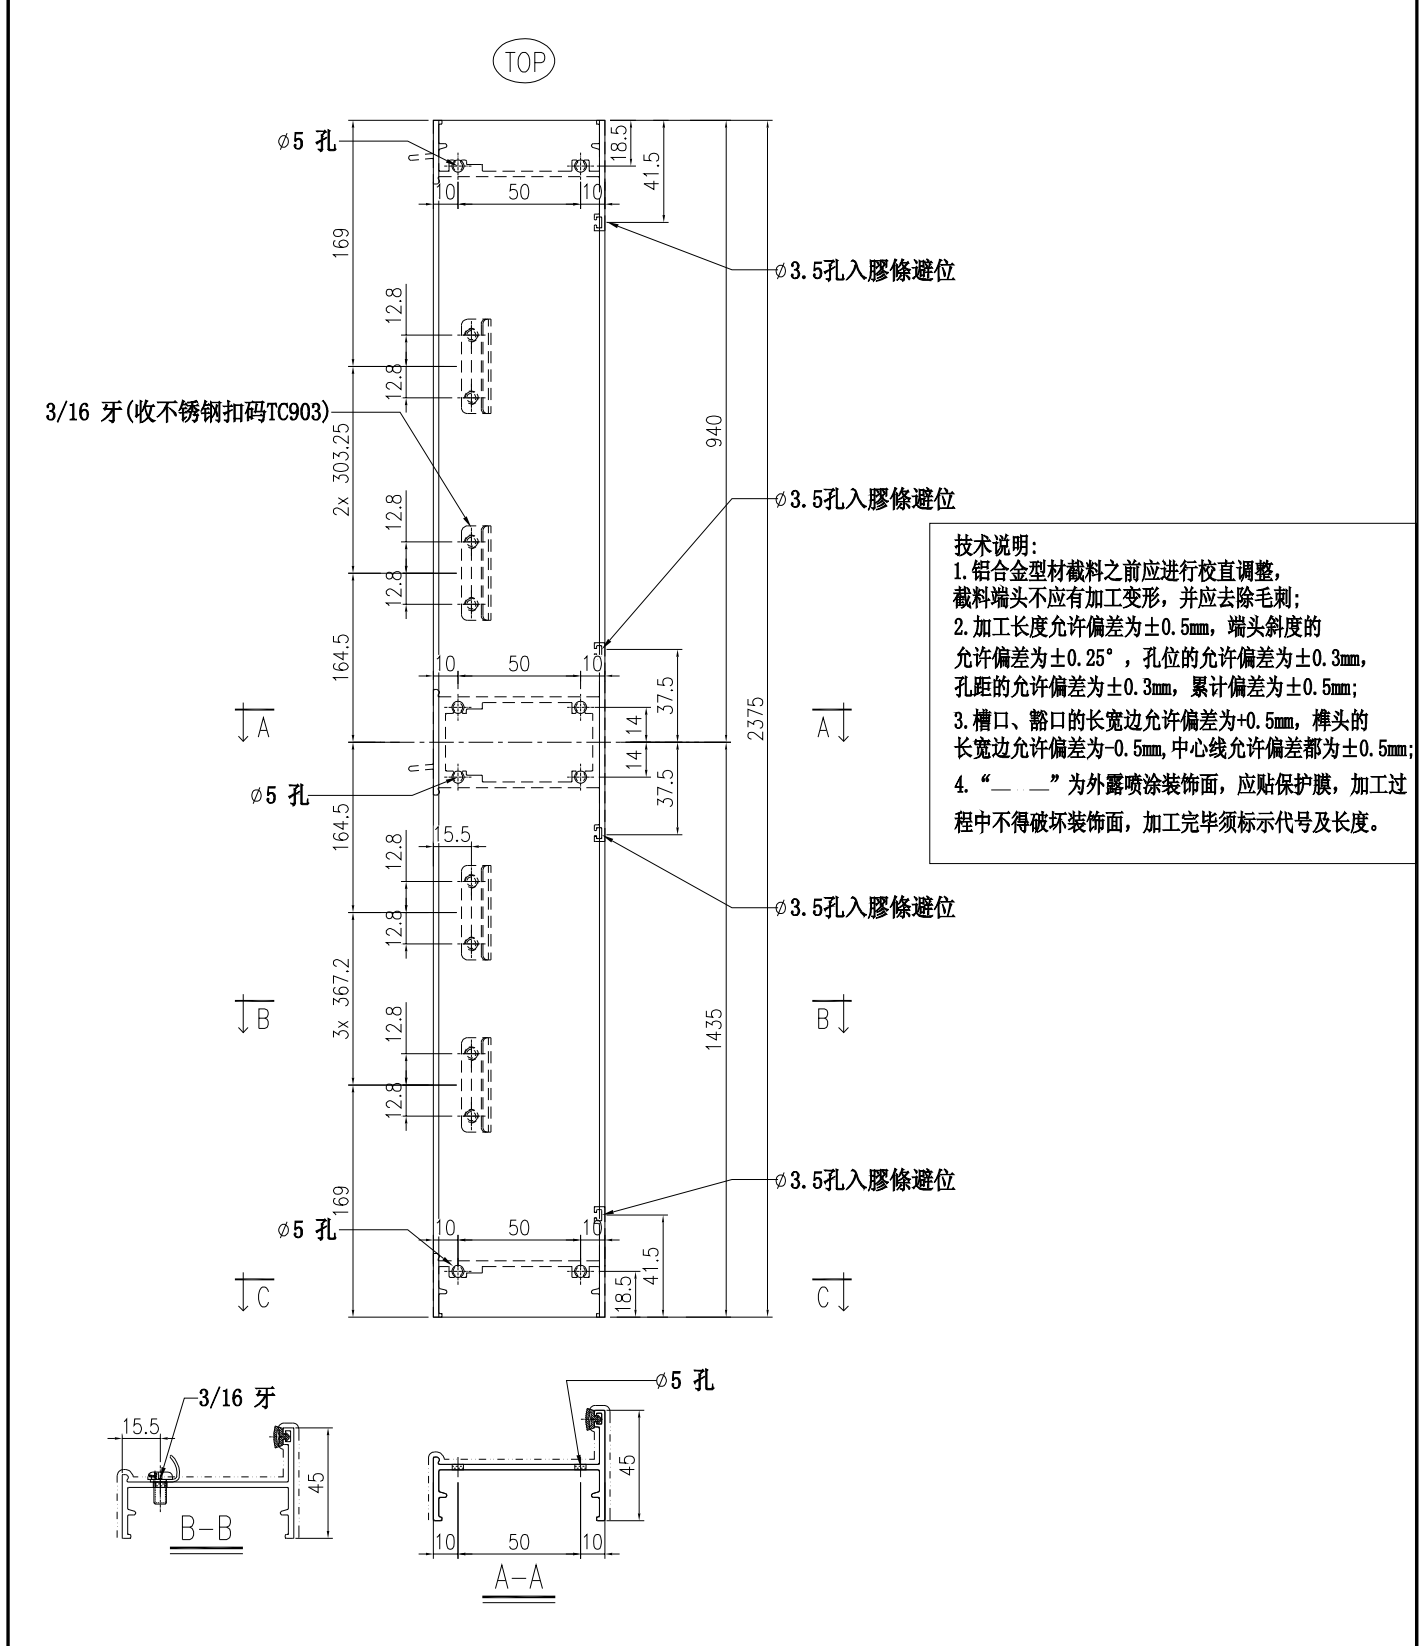 TOP
⌀5 孔
18.5
41.5
10
50
10
169
⌀3.5孔入膠條避位
12.8
12.8
3/16 牙(收不锈钢扣码TC903)
940
2x 303.25
⌀3.5孔入膠條避位
12.8
12.8
技术说明:
1.铝合金型材截料之前应进行校直调整,
截料端头不应有加工变形, 并应去除毛刺;
2.加工长度允许偏差为±0.5mm, 端头斜度的
允许偏差为±0.25°, 孔位的允许偏差为±0.3mm,
孔距的允许偏差为±0.3mm, 累计偏差为±0.5mm;
3.槽口、豁口的长宽边允许偏差为+0.5mm, 榫头的
长宽边允许偏差为-0.5mm,中心线允许偏差都为±0.5mm;
4.“— —”为外露喷涂装饰面, 应贴保护膜, 加工过
程中不得破坏装饰面, 加工完毕须标示代号及长度。
164.5
10
50
10
37.5
2375
A
14
A
14
37.5
⌀5 孔
164.5
15.5
12.8
12.8
⌀3.5孔入膠條避位
3x 367.2
B
12.8
12.8
1435
B
⌀3.5孔入膠條避位
169
⌀5 孔
10
50
10
41.5
18.5
C
C
3/16 牙
15.5
45
B-B
⌀5 孔
45
10
50
10
A-A